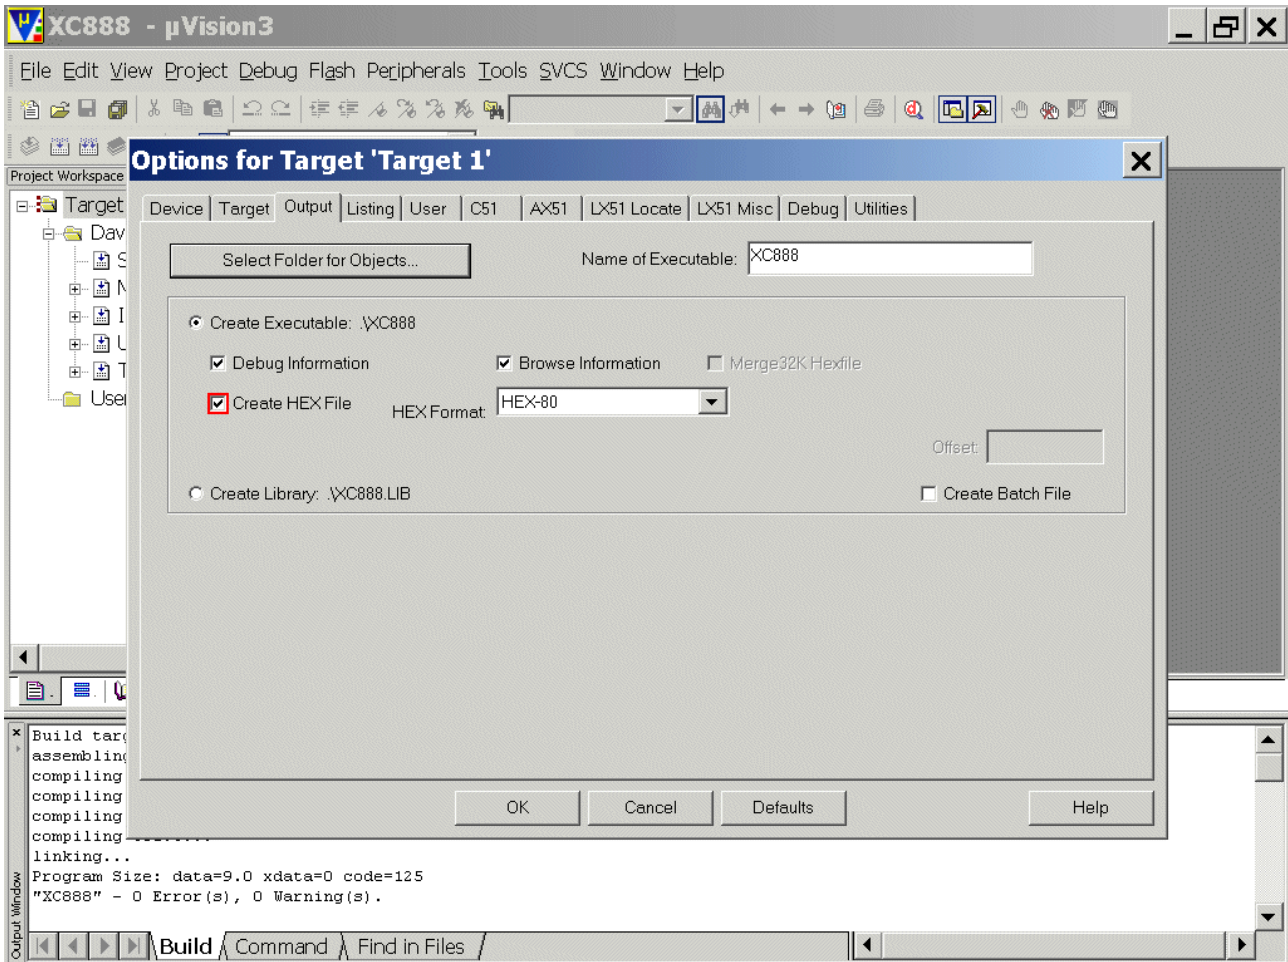 XC888 - µVision3
File Edit View Project Debug Flash Peripherals Tools SVCS Window Help
Options for Target 'Target 1'
Project Workspace
Device Target Output Listing User C51 AX51 LX51 Locate LX51 Misc Debug Utilities
Target
Dav
S
M
I
U
T
User
Select Folder for Objects...
Name of Executable: XC888
Create Executable: .\XC888
Debug Information
Browse Information
Merge32K Hexfile
Create HEX File
HEX Format: HEX-80
Offset:
Create Library: .\XC888.LIB
Create Batch File
OK Cancel Defaults Help
Build targ
assembling
compiling
compiling
compiling
compiling
linking...
Program Size: data=9.0 xdata=0 code=125
"XC888" - 0 Error(s), 0 Warning(s).
Output Window
Build Command Find in Files